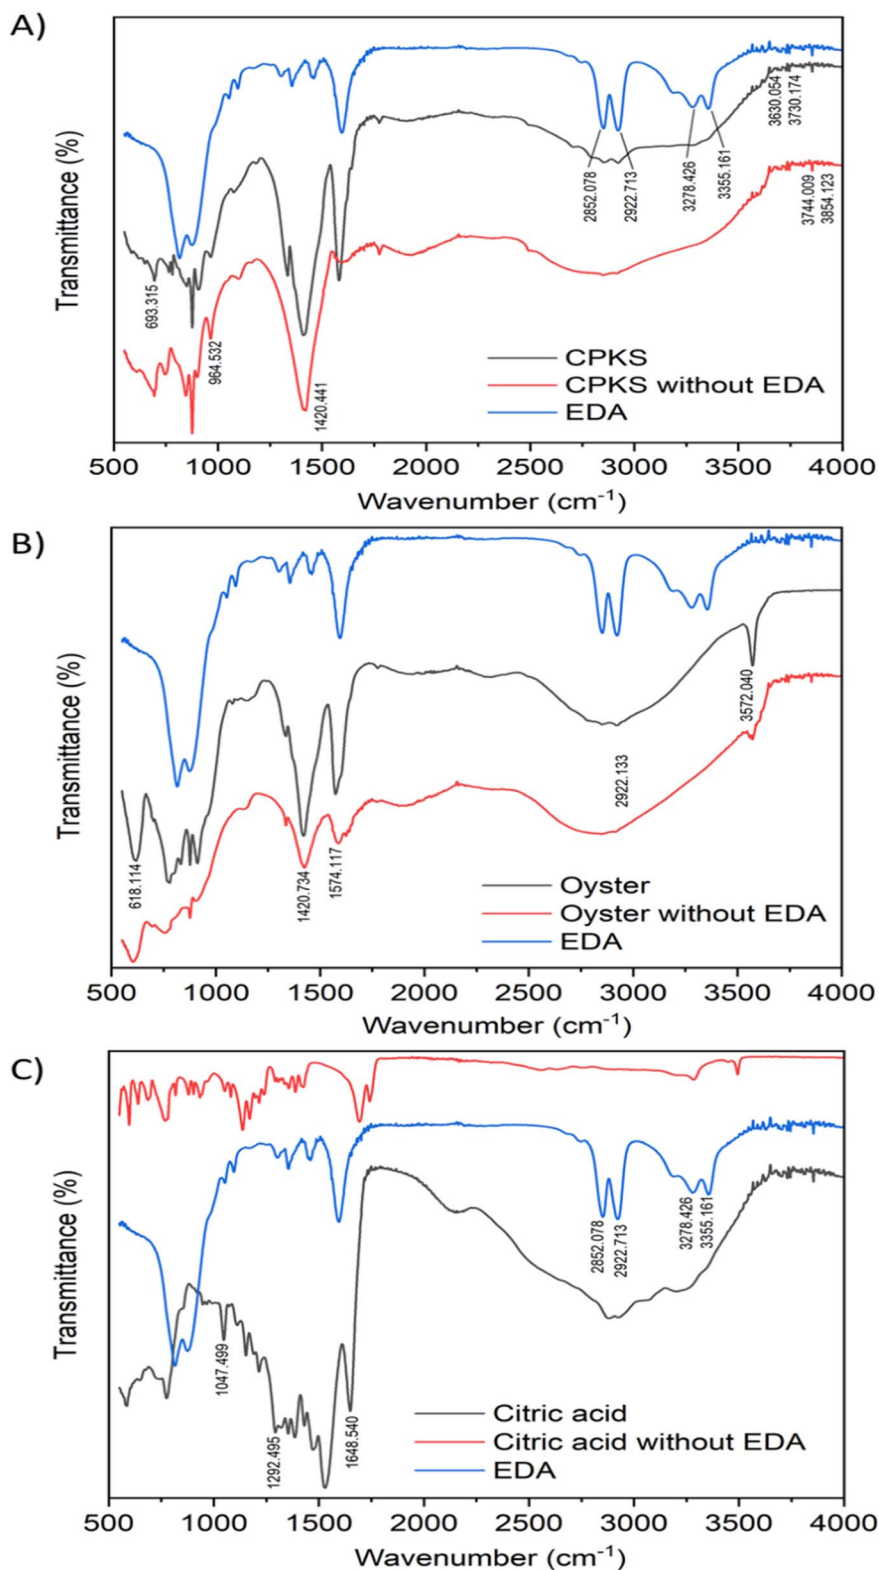 A)
Transmittance (%)
693.315
964.532
1420.441
2852.078
2922.713
3278.426
3355.161
3630.054
3730.174
3744.009
3854.123
CPKS
CPKS without EDA
EDA
500 1000 1500 2000 2500 3000 3500 4000
Wavenumber (cm⁻¹)
B)
Transmittance (%)
618.114
1420.734
1574.117
2922.133
3572.040
Oyster
Oyster without EDA
EDA
500 1000 1500 2000 2500 3000 3500 4000
Wavenumber (cm⁻¹)
C)
Transmittance (%)
1047.499
1292.495
1648.540
2852.078
2922.713
3278.426
3355.161
Citric acid
Citric acid without EDA
EDA
500 1000 1500 2000 2500 3000 3500 4000
Wavenumber (cm⁻¹)